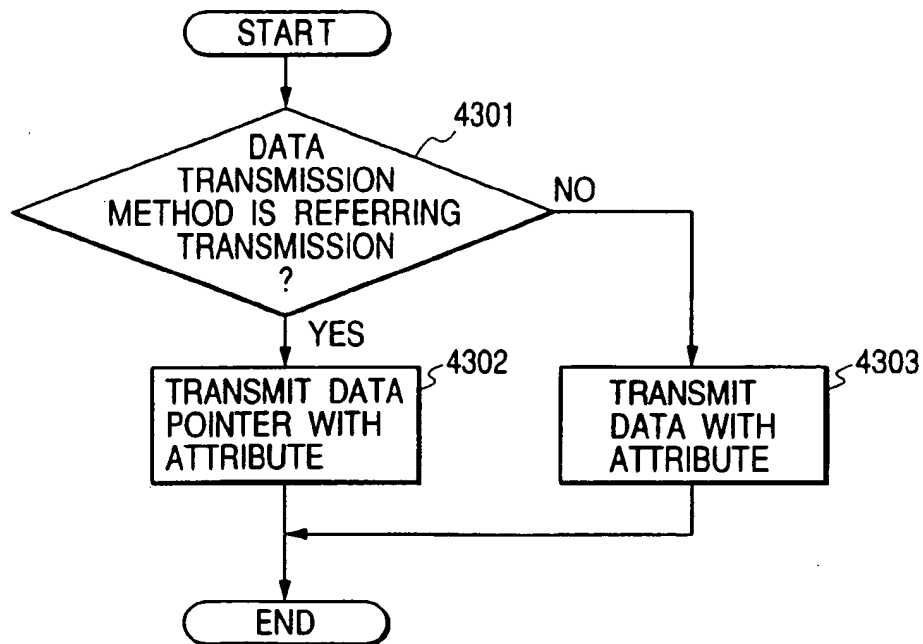 START
4301
DATA
TRANSMISSION
METHOD IS REFERRING
TRANSMISSION
?
NO
YES
4302
TRANSMIT DATA
POINTER WITH
ATTRIBUTE
4303
TRANSMIT
DATA WITH
ATTRIBUTE
END